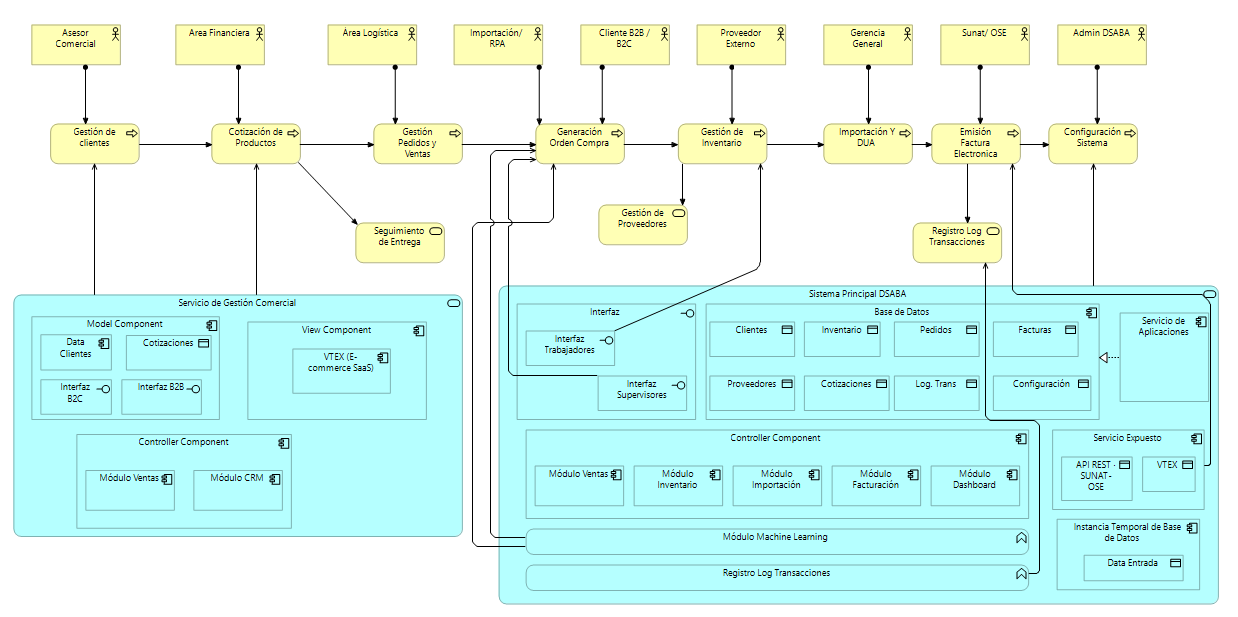 Asesor
Comercial
Area Financiera
Área Logística
Importación/
RPA
Cliente B2B /
B2C
Proveedor
Externo
Gerencia
General
Sunat/ OSE
Admin DSABA
Gestión de
clientes
Cotización de
Productos
Gestión
Pedidos y
Ventas
Generación
Orden Compra
Gestión de
Inventario
Importación Y
DUA
Emisión
Factura
Electronica
Configuración
Sistema
Seguimiento
de Entrega
Gestión de
Proveedores
Registro Log
Transacciones
Servicio de Gestión Comercial
Model Component
Data
Clientes
Cotizaciones
Interfaz
B2C
Interfaz B2B
View Component
VTEX (E-
commerce SaaS)
Controller Component
Módulo Ventas
Módulo CRM
Sistema Principal DSABA
Interfaz
Interfaz
Trabajadores
Interfaz
Supervisores
Base de Datos
Clientes
Inventario
Pedidos
Facturas
Proveedores
Cotizaciones
Log. Trans
Configuración
Servicio de
Aplicaciones
Controller Component
Módulo Ventas
Módulo
Inventario
Módulo
Importación
Módulo
Facturación
Módulo
Dashboard
Servicio Expuesto
API REST -
SUNAT-
OSE
VTEX
Módulo Machine Learning
Registro Log Transacciones
Instancia Temporal de Base
de Datos
Data Entrada